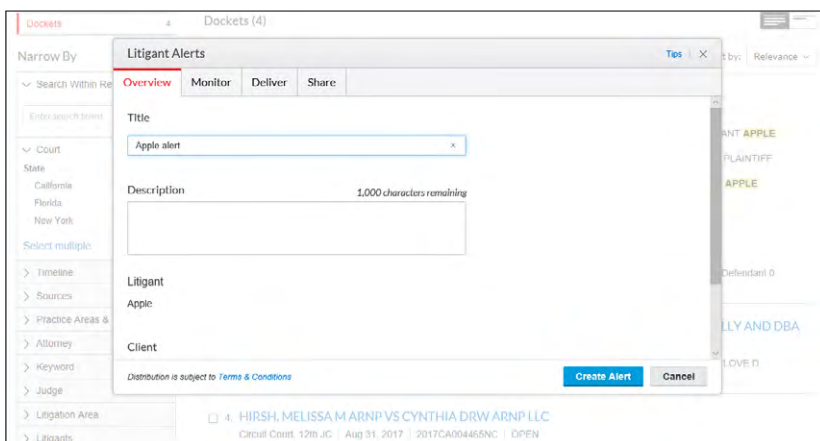 Dockets 4
Dockets (4)
Narrow By
Search Within Re
Enter search terms
Court
State
California
Florida
New York
Select multiple
Timeline
Sources
Practice Areas &
Attorney
Keyword
Judge
Litigation Area
Litigants
Litigant Alerts
Tips
Overview Monitor Deliver Share
Title
Apple alert
Description 1,000 characters remaining
Litigant
Apple
Client
Distribution is subject to Terms & Conditions
Create Alert Cancel
t by: Relevance
ANT APPLE
PLAINTIFF
APPLE
Defendant 0
LLY AND DBA
LOVE D
4. HIRSH, MELISSA M ARNP VS CYNTHIA DRW ARNP LLC
Circuit Court, 12th JC | Aug 31, 2017 | 2017CA004465NC | OPEN